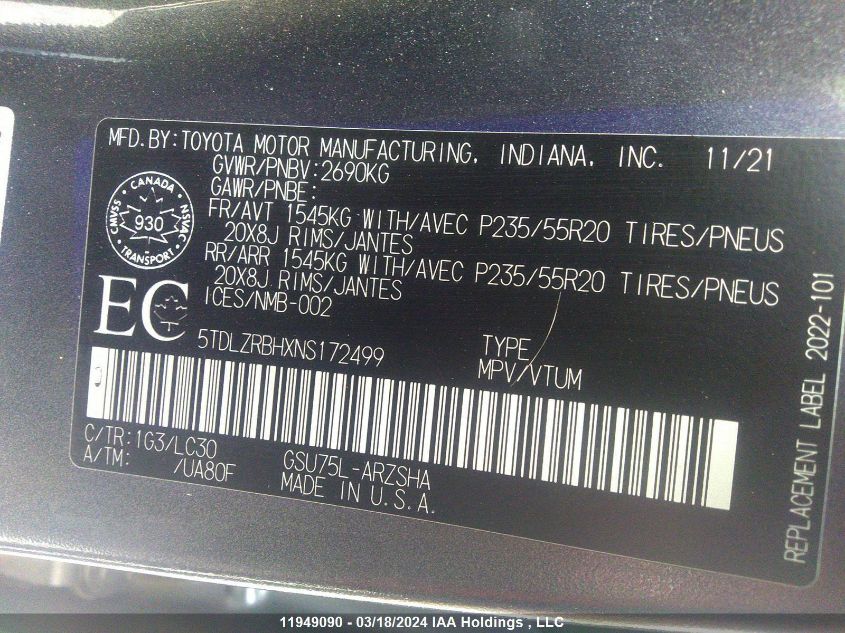 MFD. BY: TOYOTA MOTOR MANUFACTURING, INDIANA, INC. 11/21
GVWR/PNBV: 2690KG
GAWR/PNBE:
FR/AVT 1545KG WITH/AVEC P235/55R20 TIRES/PNEUS
20X8J RIMS/JANTES
RR/ARR 1545KG WITH/AVEC P235/55R20 TIRES/PNEUS
20X8J RIMS/JANTES
ICES/NMB-002
CANADA
CMVSS
930
NSVAC
TRANSPORT
EC
5TDLZRBHXNS172499
TYPE
MPV/VTUM
C/TR: 1G3/LC30
A/TM: /UA80F
GSU75L-ARZSHA
MADE IN U.S.A.
REPLACEMENT LABEL 2022-101
11949090 - 03/18/2024 IAA Holdings , LLC